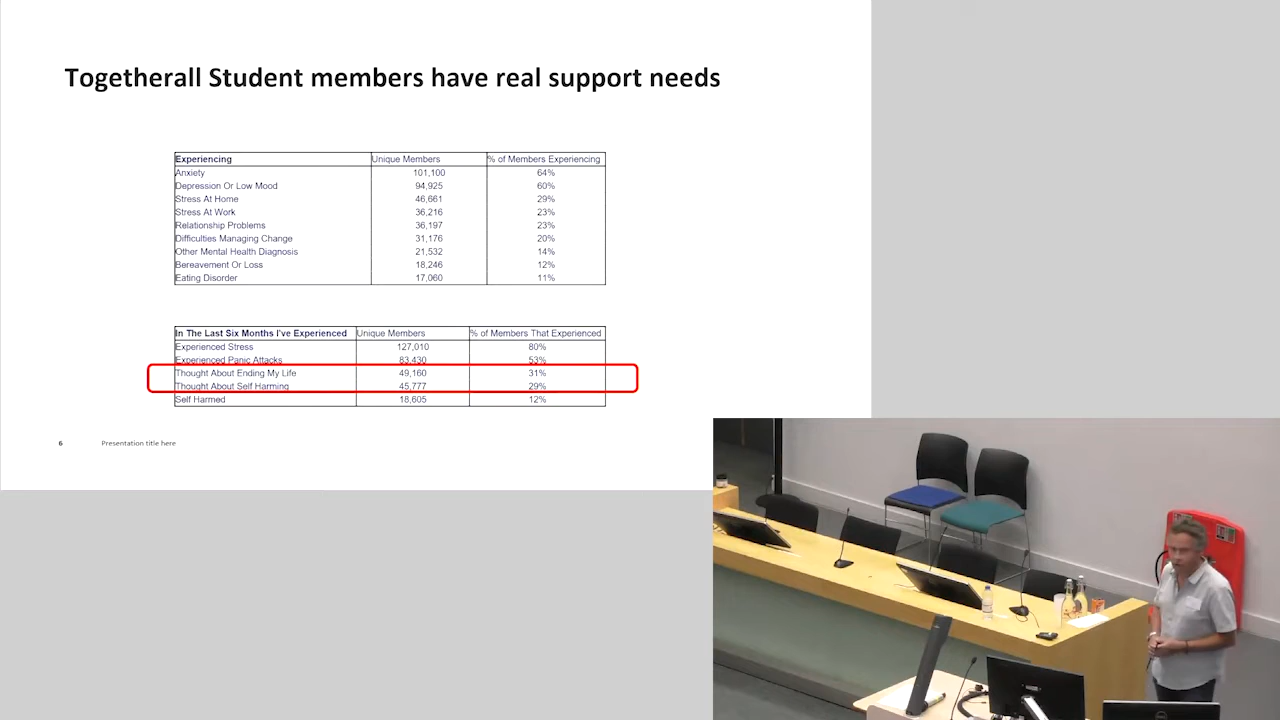 Togetherall Student members have real support needs
Experiencing Unique Members % of Members Experiencing
Anxiety 101,100 64%
Depression Or Low Mood 94,925 60%
Stress At Home 46,661 29%
Stress At Work 36,216 23%
Relationship Problems 36,197 23%
Difficulties Managing Change 31,176 20%
Other Mental Health Diagnosis 21,532 14%
Bereavement Or Loss 18,246 12%
Eating Disorder 17,060 11%
In The Last Six Months I've Experienced Unique Members % of Members That Experienced
Experienced Stress 127,010 80%
Experienced Panic Attacks 83,430 53%
Thought About Ending My Life 49,160 31%
Thought About Self Harming 45,777 29%
Self Harmed 18,605 12%
6 Presentation title here